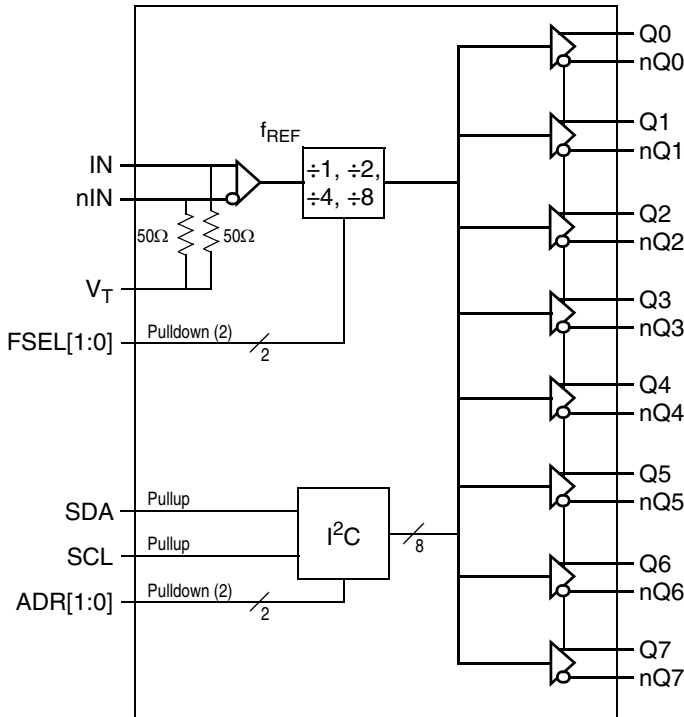 Q0
nQ0
Q1
nQ1
Q2
nQ2
Q3
nQ3
Q4
nQ4
Q5
nQ5
Q6
nQ6
Q7
nQ7
fREF
IN
nIN
÷1, ÷2,
÷4, ÷8
50Ω
50Ω
VT
FSEL[1:0]
Pulldown (2)
2
SDA
Pullup
SCL
Pullup
ADR[1:0]
Pulldown (2)
2
I²C
8